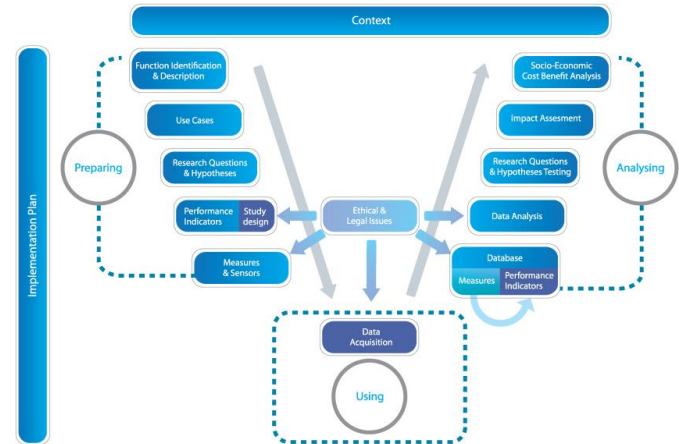 Context
Implementation Plan
Function Identification
& Description
Use Cases
Research Questions
& Hypotheses
Performance
Indicators
Study
design
Measures
& Sensors
Preparing
Ethical &
Legal Issues
Data
Acquisition
Using
Socio-Economic
Cost Benefit Analysis
Impact Assesment
Research Questions
& Hypotheses Testing
Data Analysis
Database
Measures
Performance
Indicators
Analysing